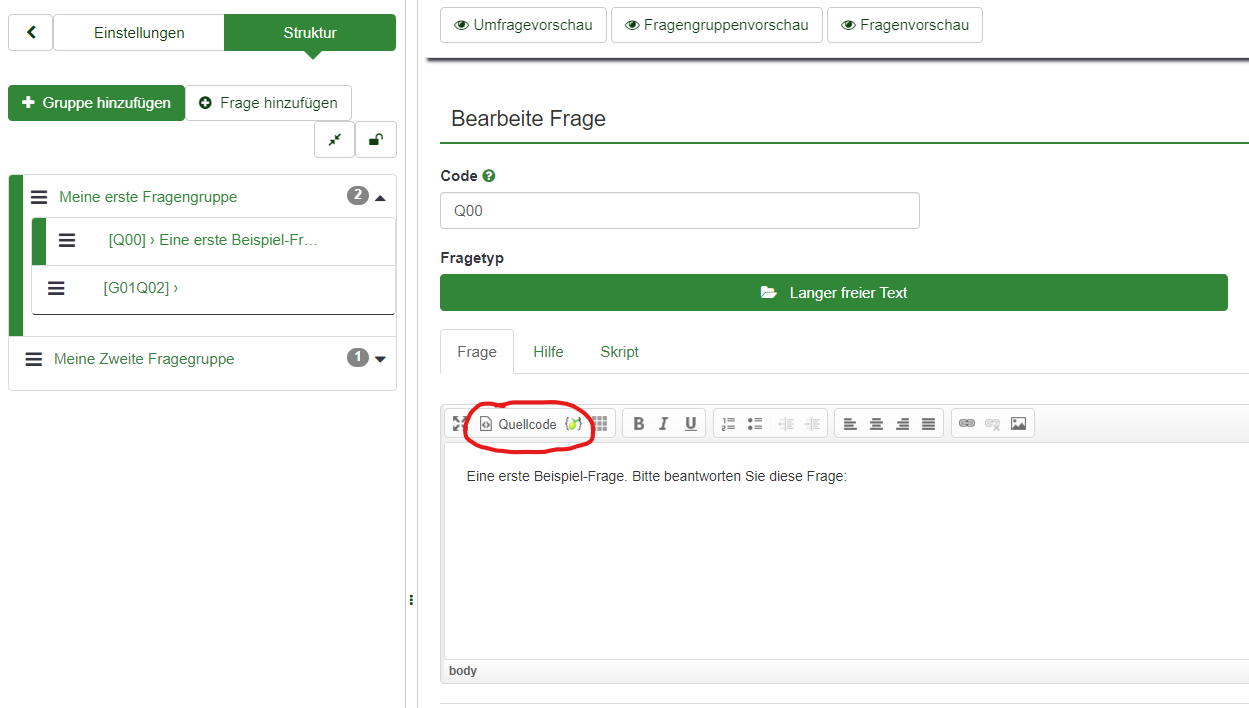 Einstellungen
Struktur
Gruppe hinzufügen
Frage hinzufügen
Meine erste Fragengruppe
2
[Q00] › Eine erste Beispiel-Fr…
[G01Q02] ›
Meine Zweite Fragegruppe
1
Umfragevorschau
Fragengruppenvorschau
Fragenvorschau
Bearbeite Frage
Code
Q00
Fragetyp
Langer freier Text
Frage
Hilfe
Skript
Quellcode
B I U
Eine erste Beispiel-Frage. Bitte beantworten Sie diese Frage:
body